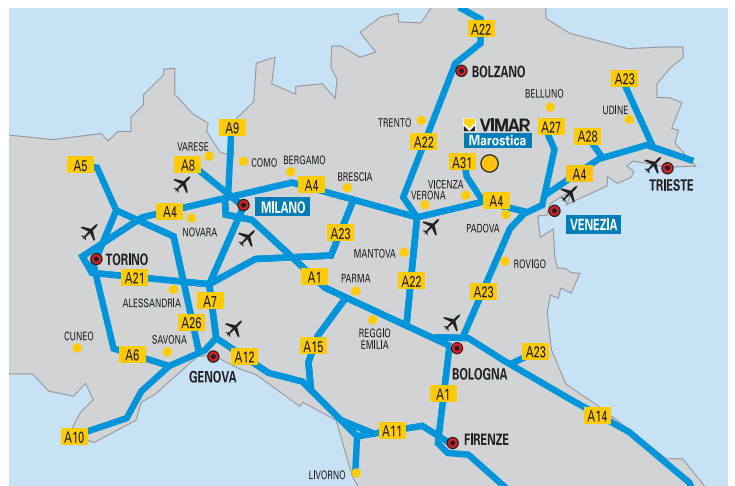 A22
BOLZANO
A23
BELLUNO
UDINE
A9
TRENTO
VIMAR
Marostica
A27
A28
A22
VARESE
A5
A8
COMO
BERGAMO
A31
A4
BRESCIA
VICENZA
TRIESTE
A4
VERONA
A4
A4
MILANO
PADOVA
VENEZIA
NOVARA
A23
TORINO
MANTOVA
ROVIGO
A21
A1
PARMA
A22
A23
ALESSANDRIA
A7
A26
REGGIO
EMILIA
CUNEO
SAVONA
A15
A6
A12
A23
GENOVA
BOLOGNA
A1
A14
A10
A11
FIRENZE
LIVORNO